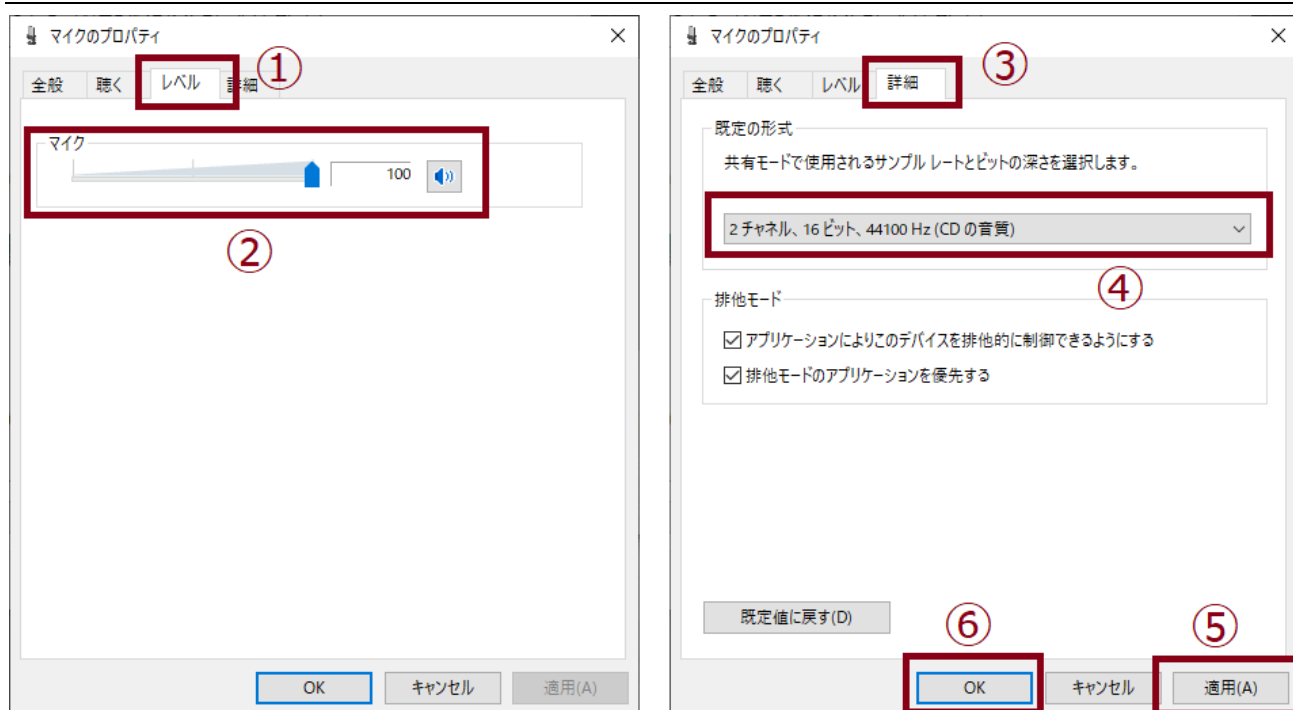 マイクのプロパティ
①
全般 聴く レベル 詳細
マイク
100
②
OK キャンセル 適用(A)
マイクのプロパティ
③
全般 聴く レベル 詳細
既定の形式
共有モードで使用されるサンプル レートとビットの深さを選択します。
2 チャネル、16 ビット、44100 Hz (CD の音質)
④
排他モード
アプリケーションによりこのデバイスを排他的に制御できるようにする
排他モードのアプリケーションを優先する
既定値に戻す(D)
⑥
⑤
OK キャンセル 適用(A)